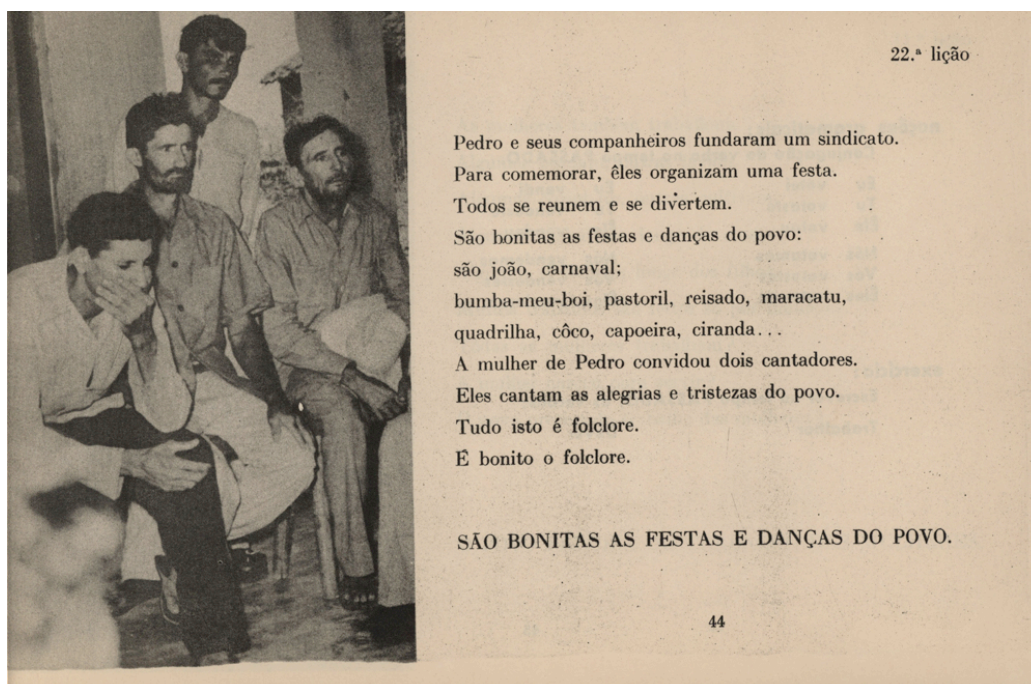 22.ª lição
Pedro e seus companheiros fundaram um sindicato.
Para comemorar, êles organizam uma festa.
Todos se reunem e se divertem.
São bonitas as festas e danças do povo:
são joão, carnaval;
bumba-meu-boi, pastoril, reisado, maracatu,
quadrilha, côco, capoeira, ciranda...
A mulher de Pedro convidou dois cantadores.
Eles cantam as alegrias e tristezas do povo.
Tudo isto é folclore.
É bonito o folclore.
SÃO BONITAS AS FESTAS E DANÇAS DO POVO.
44